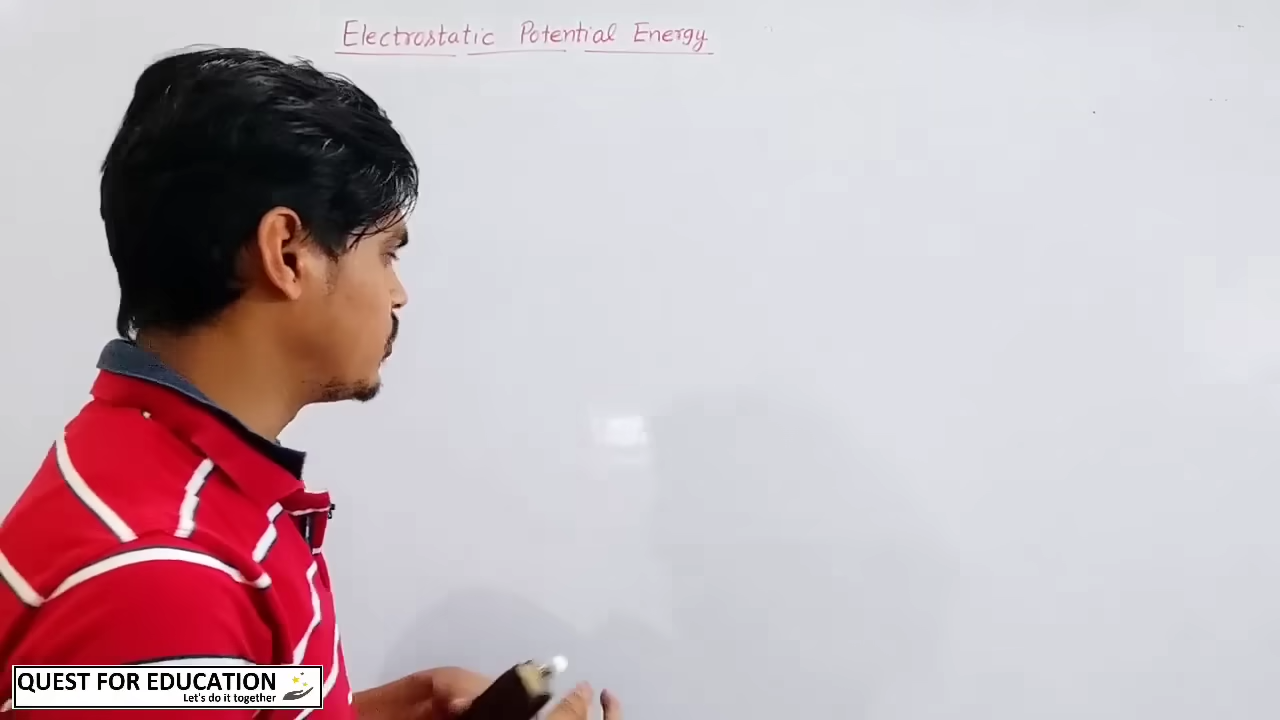 Electrostatic Potential Energy
QUEST FOR EDUCATION
Let's do it together